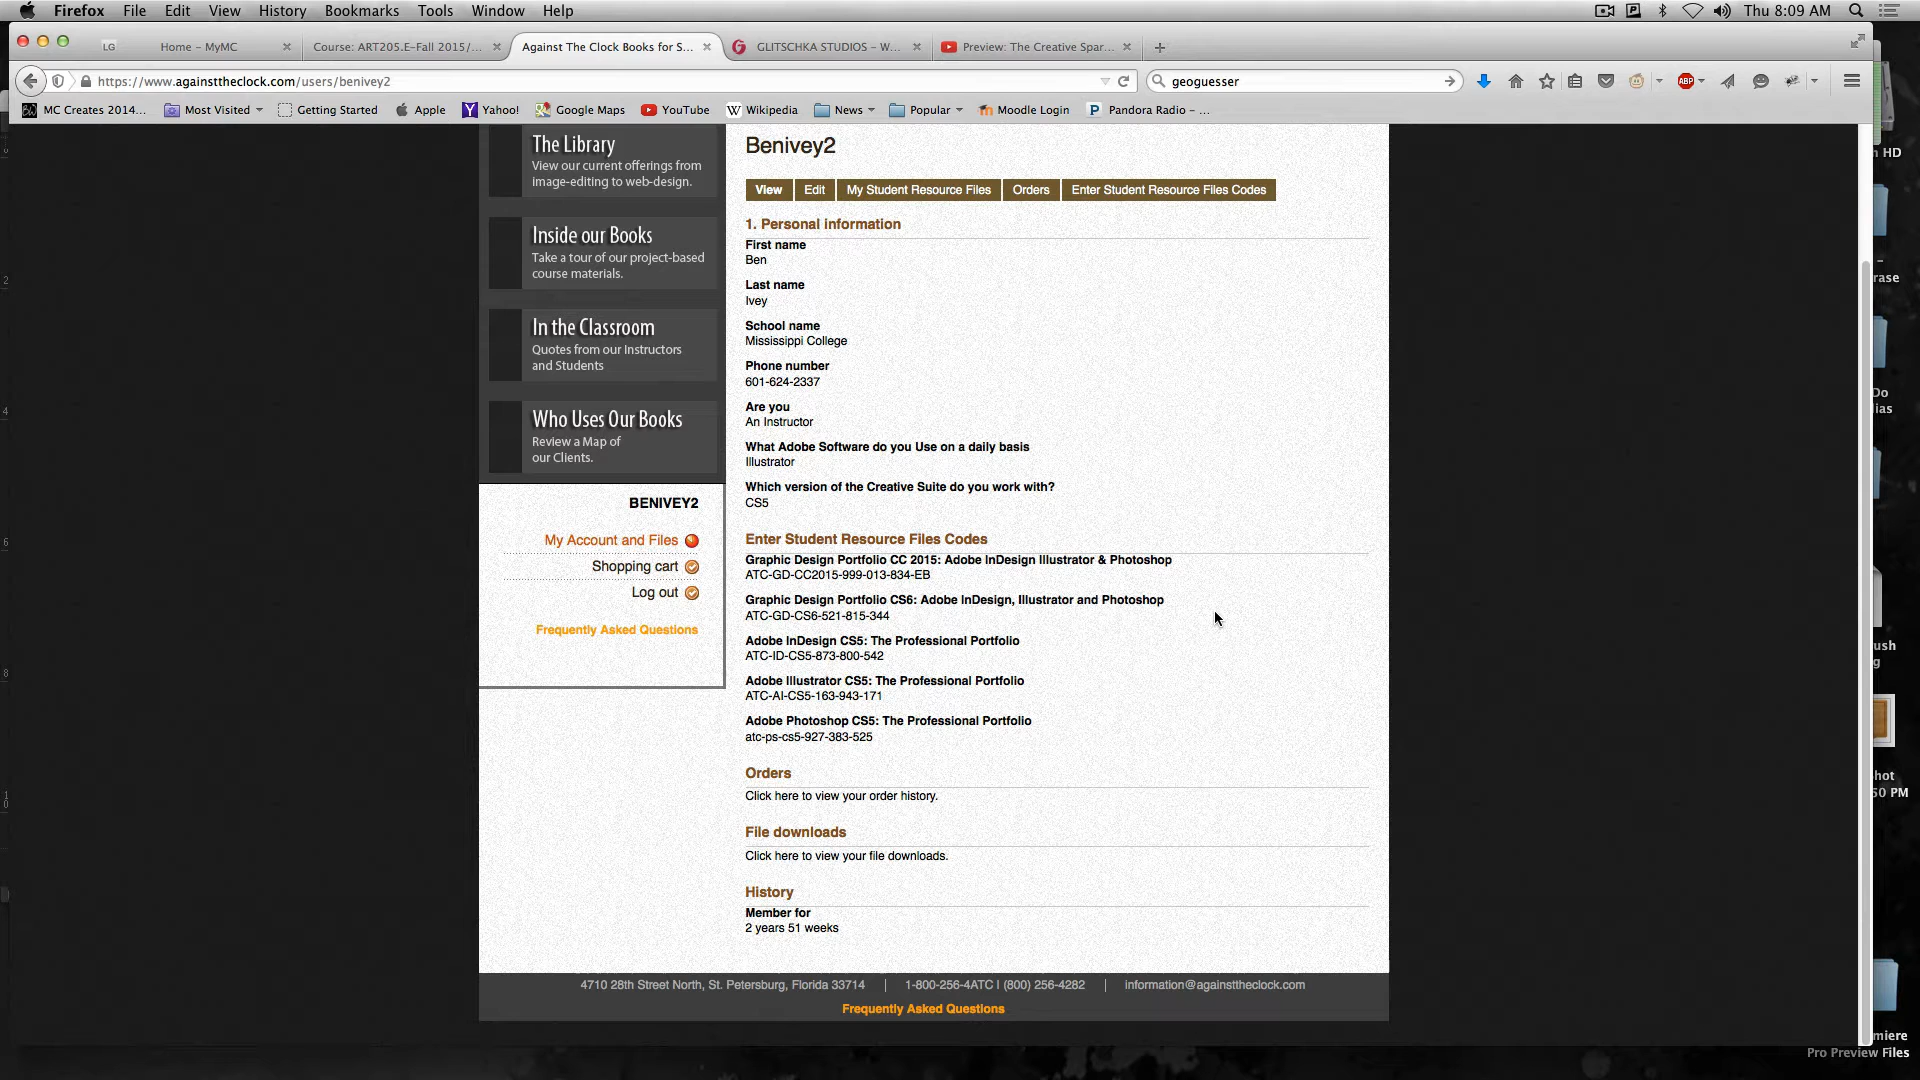 Firefox File Edit View History Bookmarks Tools Window Help Thu 8:09 AM
LG Home – MyMC Course: ART205.E–Fall 2015/... Against The Clock Books for S... GLITSCHKA STUDIOS – W... Preview: The Creative Spar...
https://www.againsttheclock.com/users/benivey2 geoguesser ABP
MC Creates 2014... Most Visited Getting Started Apple Yahoo! Google Maps YouTube Wikipedia News Popular Moodle Login Pandora Radio – ...
The Library
View our current offerings from
image-editing to web-design.
Inside our Books
Take a tour of our project-based
course materials.
In the Classroom
Quotes from our Instructors
and Students
Who Uses Our Books
Review a Map of
our Clients.
BENIVEY2
My Account and Files
Shopping cart
Log out
Frequently Asked Questions
Benivey2
View Edit My Student Resource Files Orders Enter Student Resource Files Codes
1. Personal information
First name
Ben
Last name
Ivey
School name
Mississippi College
Phone number
601-624-2337
Are you
An Instructor
What Adobe Software do you Use on a daily basis
Illustrator
Which version of the Creative Suite do you work with?
CS5
Enter Student Resource Files Codes
Graphic Design Portfolio CC 2015: Adobe InDesign Illustrator & Photoshop
ATC-GD-CC2015-999-013-834-EB
Graphic Design Portfolio CS6: Adobe InDesign, Illustrator and Photoshop
ATC-GD-CS6-521-815-344
Adobe InDesign CS5: The Professional Portfolio
ATC-ID-CS5-873-800-542
Adobe Illustrator CS5: The Professional Portfolio
ATC-AI-CS5-163-943-171
Adobe Photoshop CS5: The Professional Portfolio
atc-ps-cs5-927-383-525
Orders
Click here to view your order history.
File downloads
Click here to view your file downloads.
History
Member for
2 years 51 weeks
4710 28th Street North, St. Petersburg, Florida 33714 | 1-800-256-4ATC I (800) 256-4282 | information@againsttheclock.com
Frequently Asked Questions
HD
rase
Do
lias
ush
g
hot
50 PM
miere
Pro Preview Files